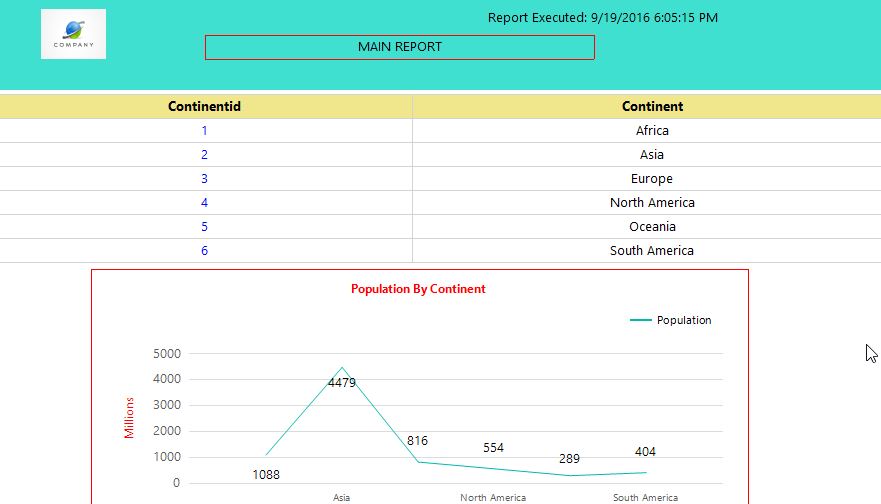 Report Executed: 9/19/2016 6:05:15 PM
COMPANY
MAIN REPORT
Continentid Continent
1 Africa
2 Asia
3 Europe
4 North America
5 Oceania
6 South America
Population By Continent
Population
Millions
5000
4000
3000
2000
1000
0
1088
4479
816
554
289
404
Asia North America South America